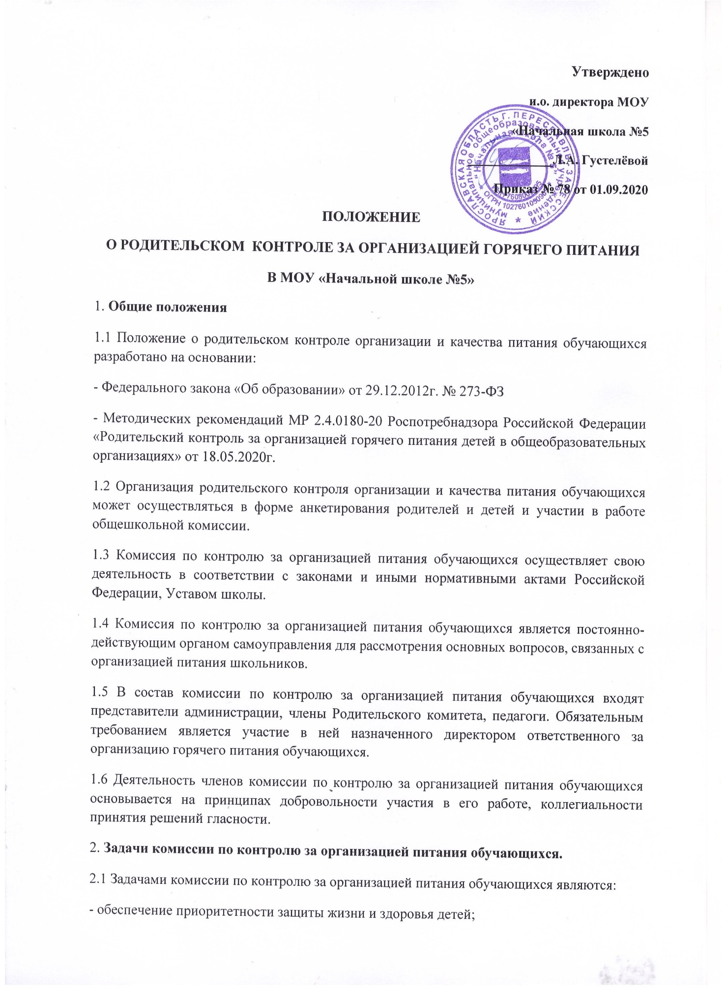 Утверждено
и.о. директора МОУ
«Начальная школа №5
Л.А. Густелёвой
Приказ № 78 от 01.09.2020
ЯРОСЛАВСКАЯ ОБЛАСТЬ Г. ПЕРЕСЛАВЛЬ-ЗАЛЕССКИЙ
муниципальное общеобразовательное учреждение
"Начальная школа № 5"
ПОЛОЖЕНИЕ
О РОДИТЕЛЬСКОМ КОНТРОЛЕ ЗА ОРГАНИЗАЦИЕЙ ГОРЯЧЕГО ПИТАНИЯ
В МОУ «Начальной школе №5»
1. Общие положения
1.1 Положение о родительском контроле организации и качества питания обучающихся
разработано на основании:
- Федерального закона «Об образовании» от 29.12.2012г. № 273-ФЗ
- Методических рекомендаций МР 2.4.0180-20 Роспотребнадзора Российской Федерации
«Родительский контроль за организацией горячего питания детей в общеобразовательных
организациях» от 18.05.2020г.
1.2 Организация родительского контроля организации и качества питания обучающихся
может осуществляться в форме анкетирования родителей и детей и участии в работе
общешкольной комиссии.
1.3 Комиссия по контролю за организацией питания обучающихся осуществляет свою
деятельность в соответствии с законами и иными нормативными актами Российской
Федерации, Уставом школы.
1.4 Комиссия по контролю за организацией питания обучающихся является постоянно-
действующим органом самоуправления для рассмотрения основных вопросов, связанных с
организацией питания школьников.
1.5 В состав комиссии по контролю за организацией питания обучающихся входят
представители администрации, члены Родительского комитета, педагоги. Обязательным
требованием является участие в ней назначенного директором ответственного за
организацию горячего питания обучающихся.
1.6 Деятельность членов комиссии по контролю за организацией питания обучающихся
основывается на принципах добровольности участия в его работе, коллегиальности
принятия решений гласности.
2. Задачи комиссии по контролю за организацией питания обучающихся.
2.1 Задачами комиссии по контролю за организацией питания обучающихся являются:
- обеспечение приоритетности защиты жизни и здоровья детей;